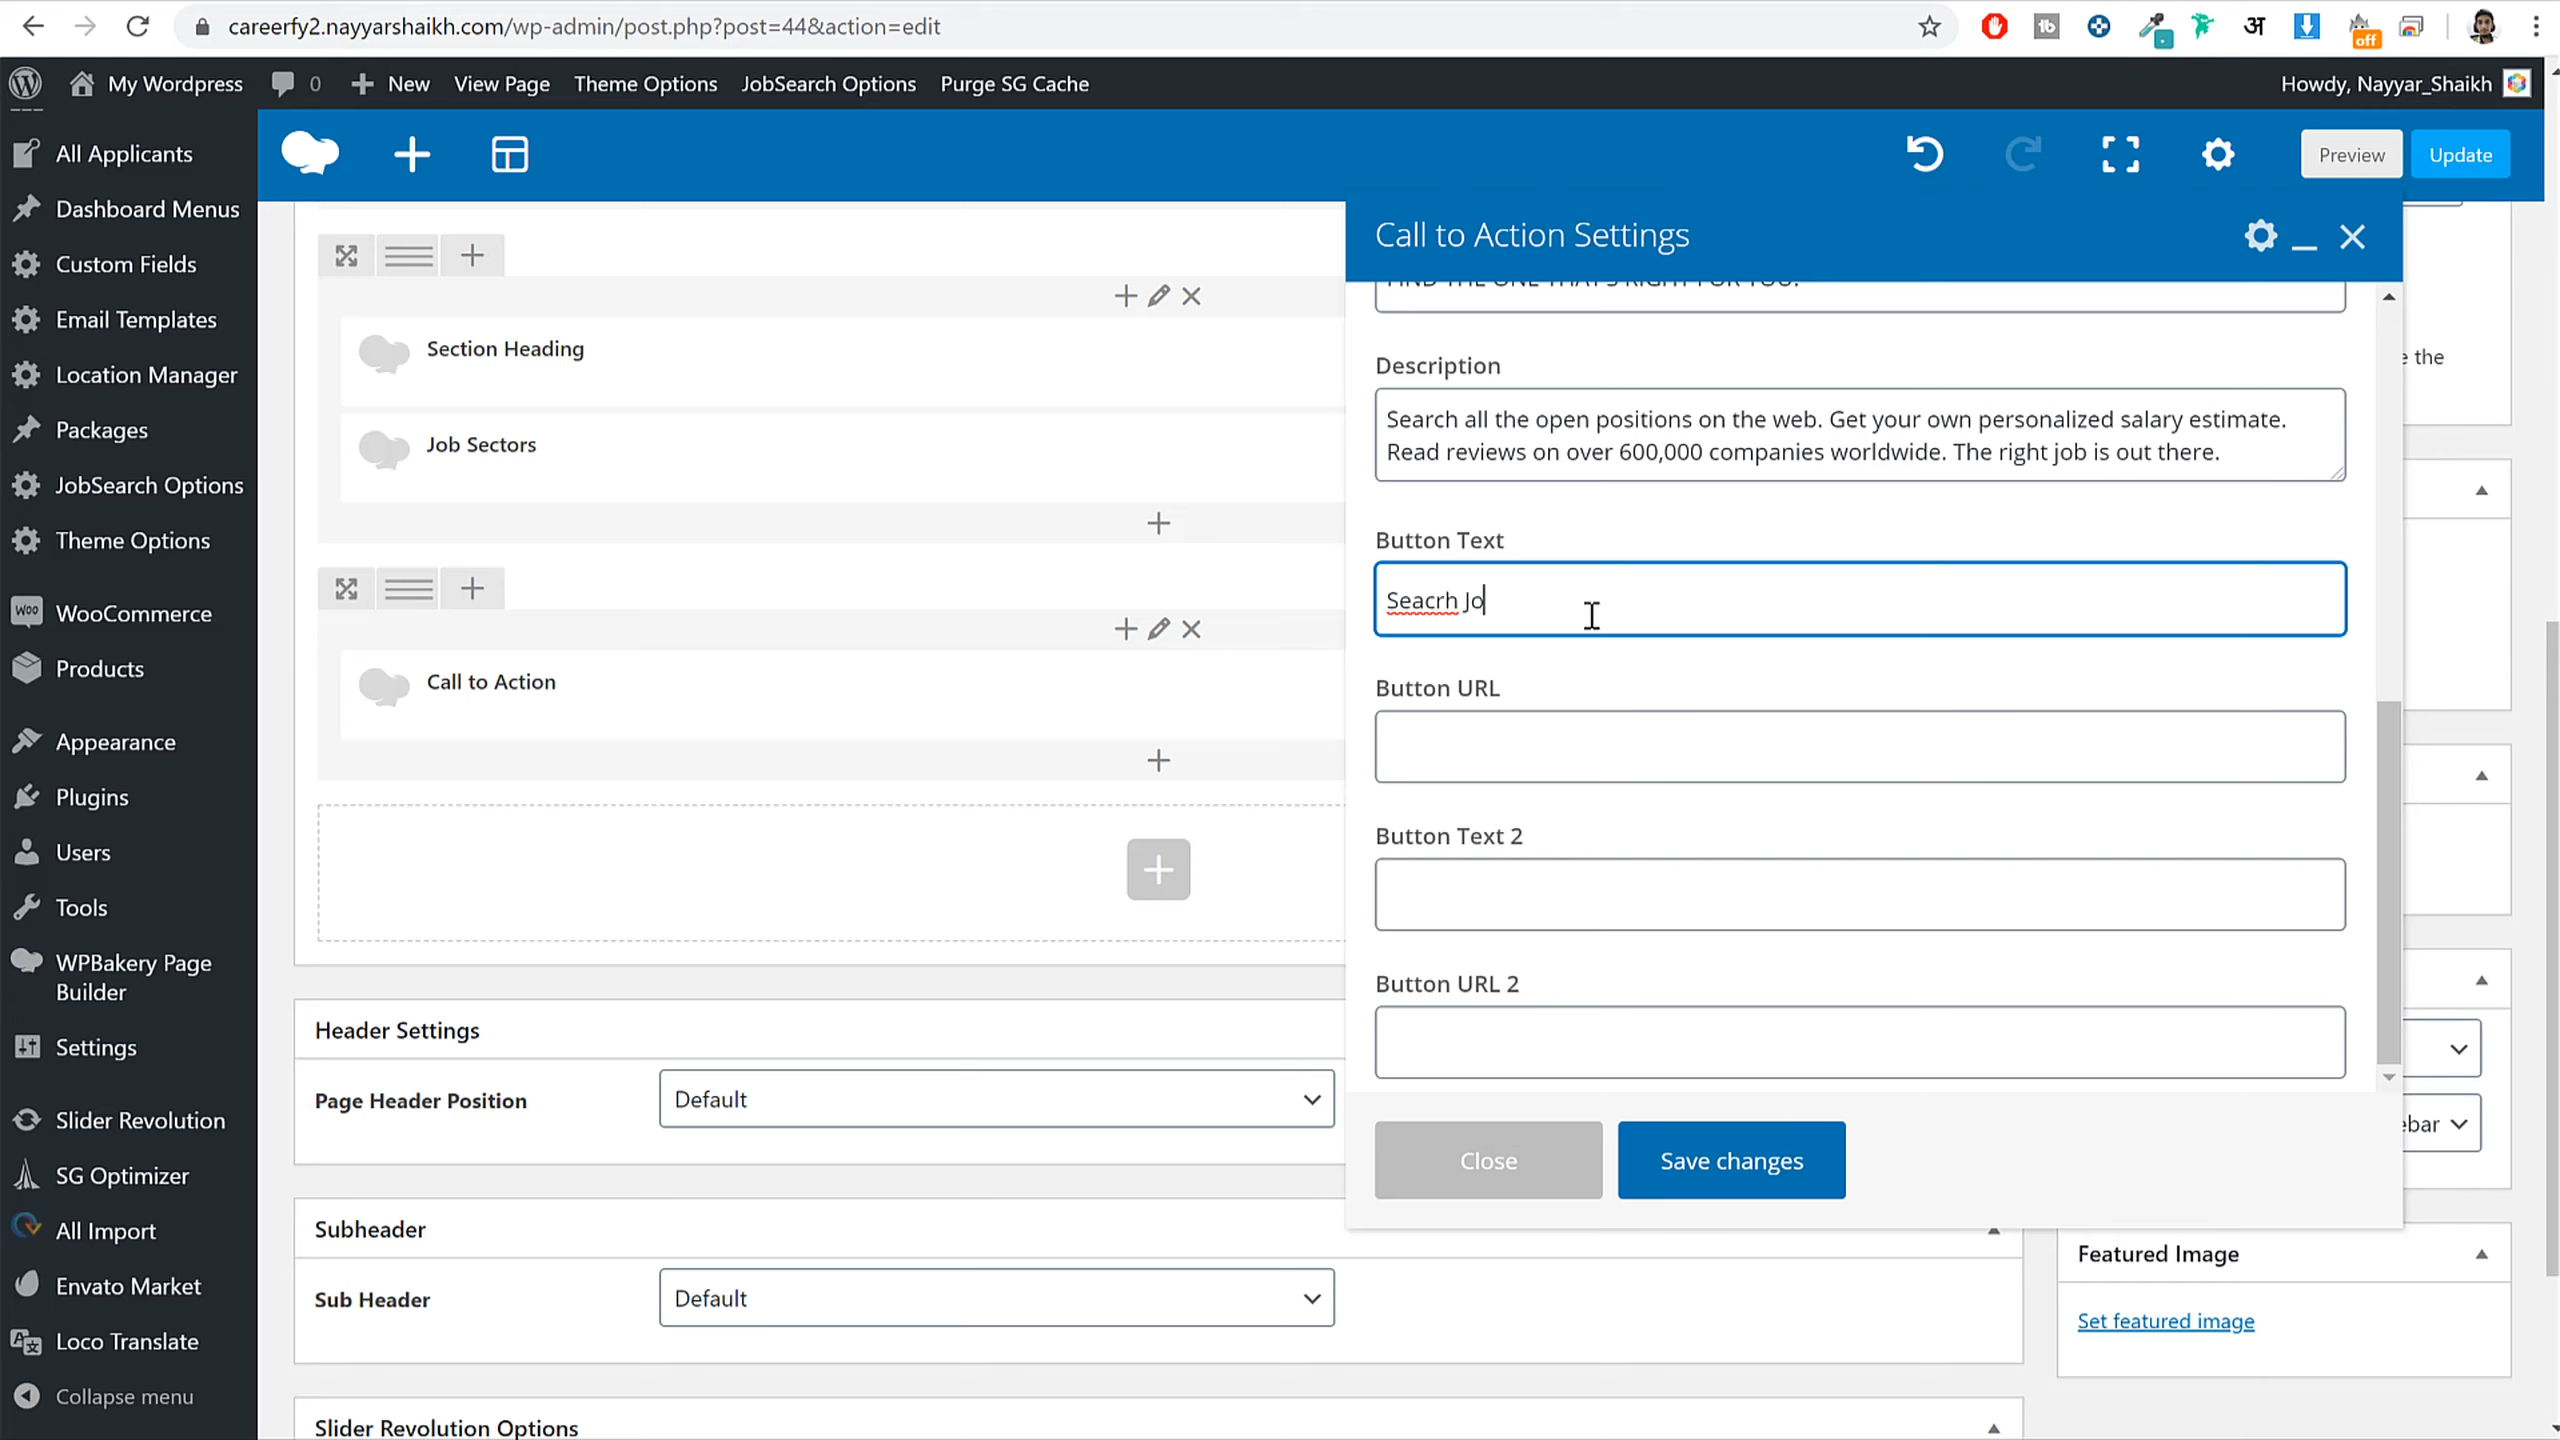 careerfy2.nayyarshaikh.com/wp-admin/post.php?post=44&action=edit
off
My Wordpress 0 New View Page Theme Options JobSearch Options Purge SG Cache Howdy, Nayyar_Shaikh
All Applicants
Dashboard Menus
Custom Fields
Email Templates
Location Manager
Packages
JobSearch Options
Theme Options
WooCommerce
Products
Appearance
Plugins
Users
Tools
WPBakery Page
Builder
Settings
Slider Revolution
SG Optimizer
All Import
Envato Market
Loco Translate
Collapse menu
Preview Update
Section Heading
Job Sectors
Call to Action
Header Settings
Page Header Position Default
Subheader
Sub Header Default
Slider Revolution Options
Call to Action Settings
FIND THE ONE THAT'S RIGHT FOR YOU.
Description
Search all the open positions on the web. Get your own personalized salary estimate.
Read reviews on over 600,000 companies worldwide. The right job is out there.
Button Text
Seacrh Jo
Button URL
Button Text 2
Button URL 2
Close Save changes
the
ebar
Featured Image
Set featured image